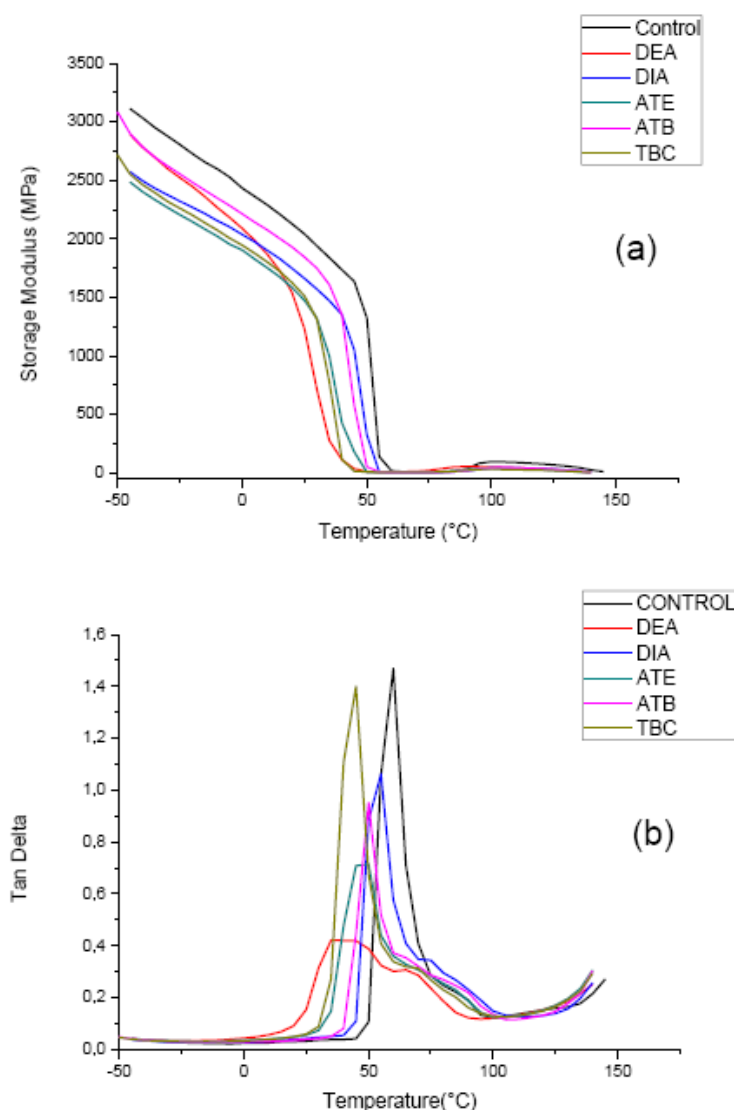 Control
DEA
DIA
ATE
ATB
TBC
3500
3000
2500
2000
1500
1000
500
0
Storage Modulus (MPa)
(a)
-50
0
50
100
150
Temperature (°C)
CONTROL
DEA
DIA
ATE
ATB
TBC
1,6
1,4
1,2
1,0
0,8
0,6
0,4
0,2
0,0
Tan Delta
(b)
-50
0
50
100
150
Temperature(°C)